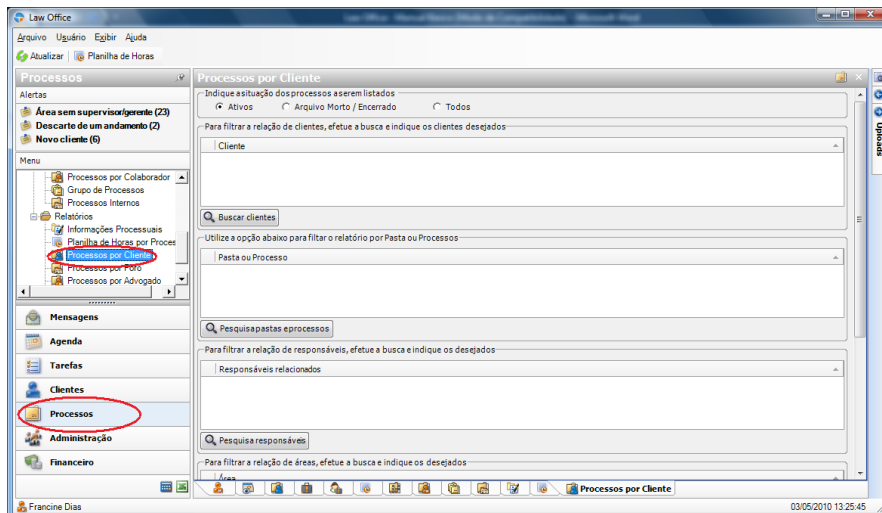 Law Office
Arquivo Usuário Exibir Ajuda
Atualizar Planilha de Horas
Processos
Alertas
Área sem supervisor/gerente (23)
Descarte de um andamento (2)
Novo cliente (6)
Menu
Processos por Colaborador
Grupo de Processos
Processos Internos
Relatórios
Informações Processuais
Planilha de Horas por Proces
Processos por Cliente
Processos por Foro
Processos por Advogado
Mensagens
Agenda
Tarefas
Clientes
Processos
Administração
Financeiro
Processos por Cliente
Indique asituação dos processos aserem listados
Ativos Arquivo Morto / Encerrado Todos
Para filtrar a relação de clientes, efetue a busca e indique os clientes desejados
Cliente
Buscar clientes
Utilize a opção abaixo para filtar o relatório por Pasta ou Processos
Pasta ou Processo
Pesquisa pastas e processos
Para filtrar a relação de responsáveis, efetue a busca e indique os desejados
Responsáveis relacionados
Pesquisa responsáveis
Para filtrar a relação de áreas, efetue a busca e indique os desejados
Área
Processos por Cliente
Uploads
Francine Dias
03/05/2010 13:25:45